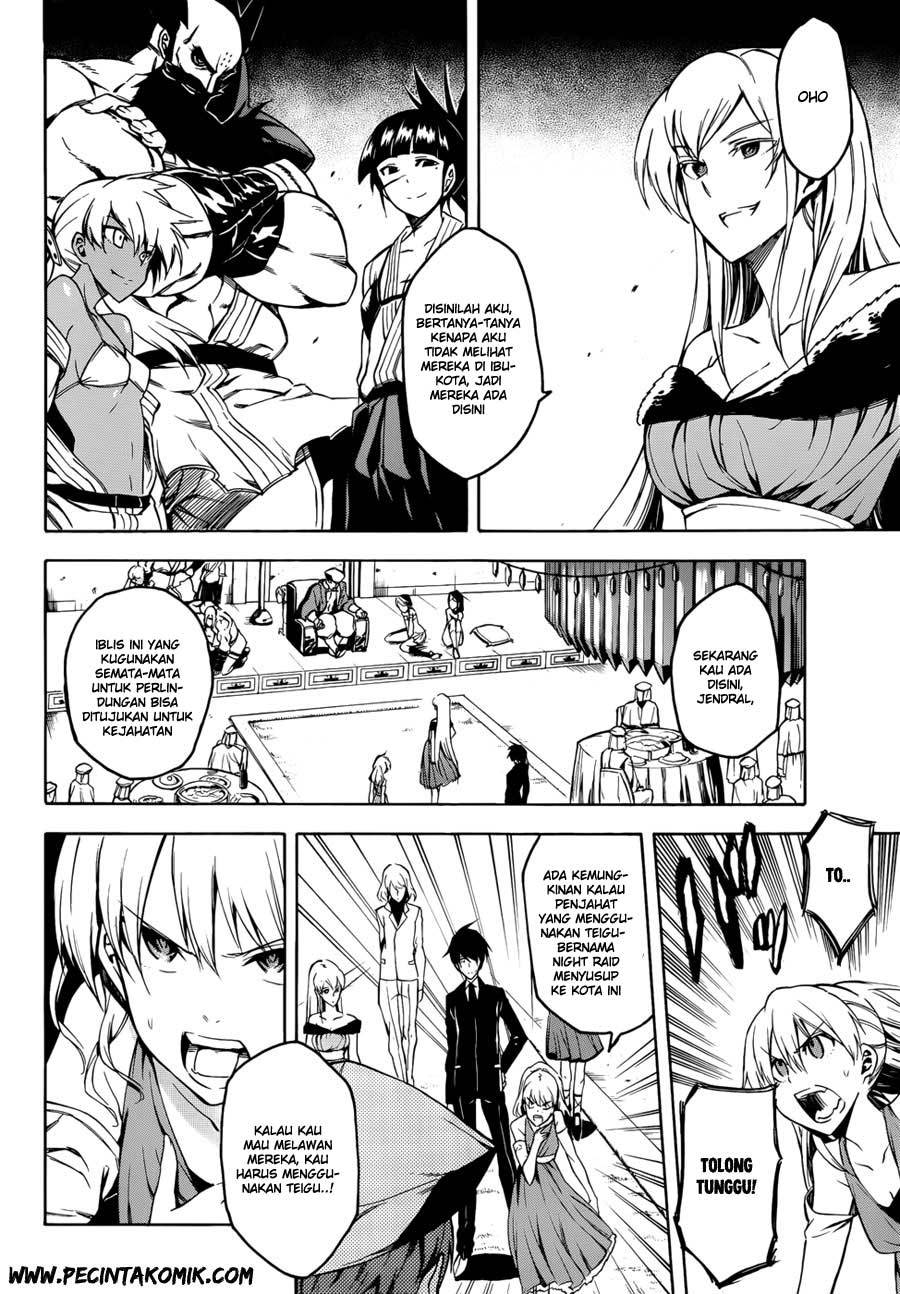 OHO
DISINILAH AKU,
BERTANYA-TANYA
KENAPA AKU
TIDAK MELIHAT
MEREKA DI IBU-
KOTA, JADI
MEREKA ADA
DISINI
SEKARANG
KAU ADA
DISINI,
JENDRAL,
IBLIS INI YANG
KUGUNAKAN
SEMATA-MATA
UNTUK PERLIN-
DUNGAN BISA
DITUJUKAN UNTUK
KEJAHATAN
TO..
TOLONG
TUNGGU!
ADA KEMUNG-
KINAN KALAU
PENJAHAT
YANG MENGGU-
NAKAN TEIGU-
BERNAMA
NIGHT RAID
MENYUSUP
KE KOTA INI
KALAU KAU
MAU MELAWAN
MEREKA, KAU
HARUS MENGGU-
NAKAN TEIGU..!
WWW.PECINTAKOMIK.COM